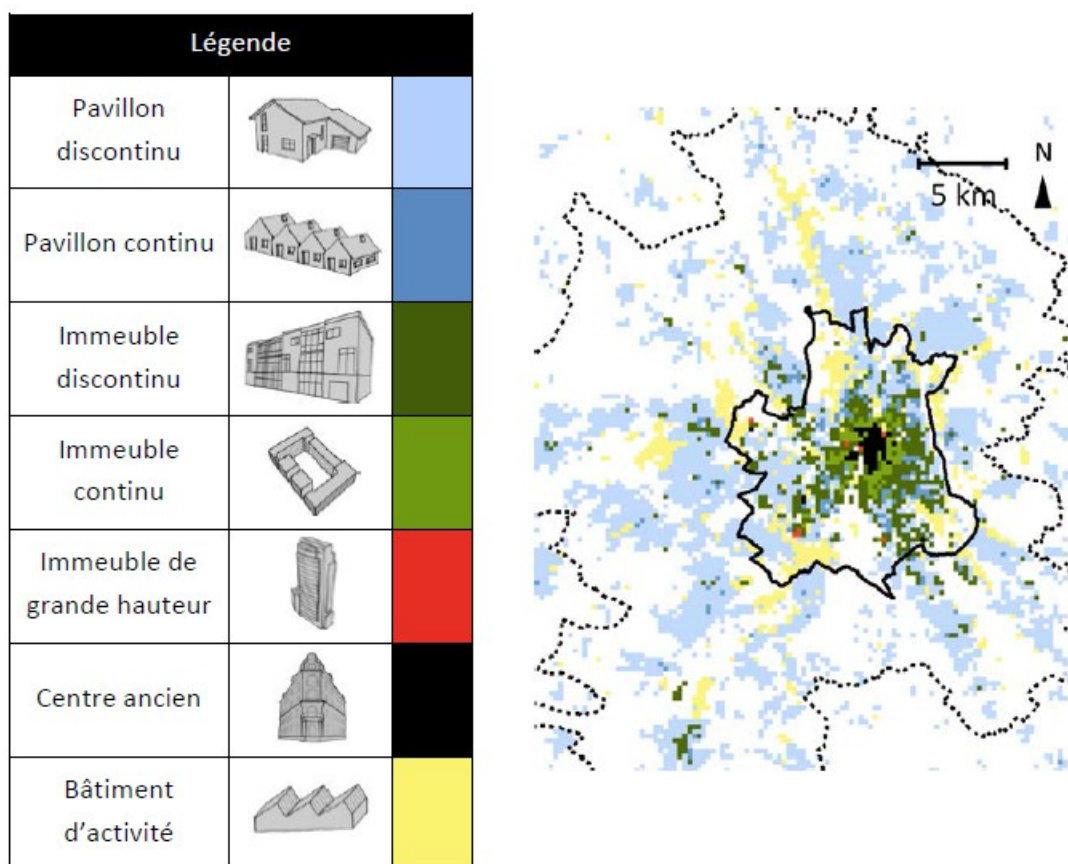 Légende
Pavillon
discontinu
Pavillon continu
Immeuble
discontinu
Immeuble
continu
Immeuble de
grande hauteur
Centre ancien
Bâtiment
d'activité
N
5 km